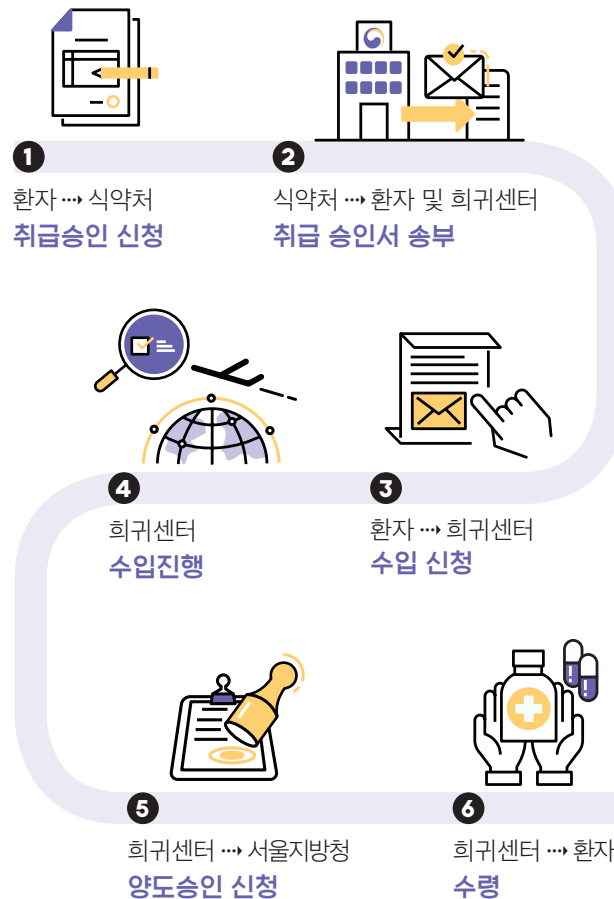 1
환자 ···→ 식약처
취급승인 신청
2
식약처 ···→ 환자 및 희귀센터
취급 승인서 송부
3
환자 ···→ 희귀센터
수입 신청
4
희귀센터
수입진행
5
희귀센터 ···→ 서울지방청
양도승인 신청
6
희귀센터 ···→ 환자
수령